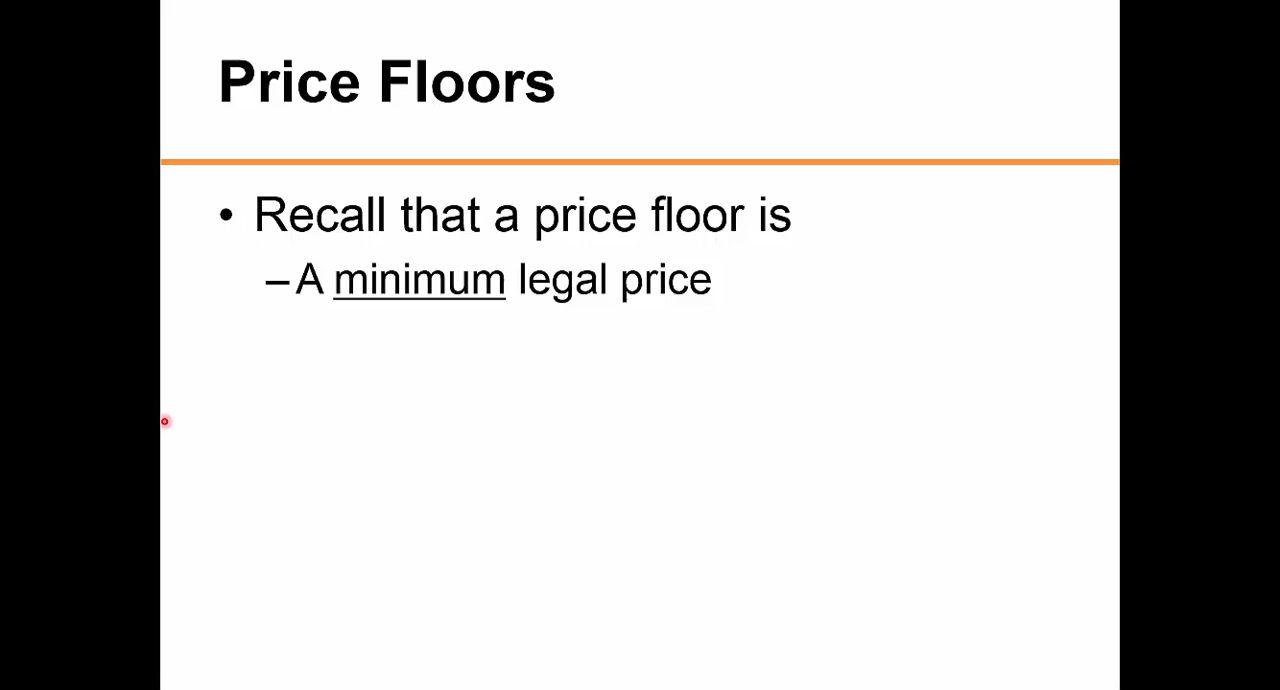 Price Floors
• Recall that a price floor is
–A minimum legal price